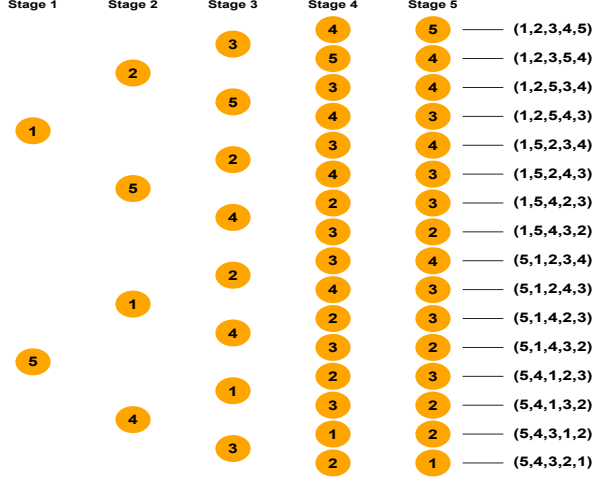 Stage 1 Stage 2 Stage 3 Stage 4 Stage 5
4 5 (1,2,3,4,5)
3
5 4 (1,2,3,5,4)
2
3 4 (1,2,5,3,4)
5
4 3 (1,2,5,4,3)
1
3 4 (1,5,2,3,4)
2
4 3 (1,5,2,4,3)
5
2 3 (1,5,4,2,3)
4
3 2 (1,5,4,3,2)
3 4 (5,1,2,3,4)
2
4 3 (5,1,2,4,3)
1
2 3 (5,1,4,2,3)
4
3 2 (5,1,4,3,2)
5
2 3 (5,4,1,2,3)
1
3 2 (5,4,1,3,2)
4
1 2 (5,4,3,1,2)
3
2 1 (5,4,3,2,1)